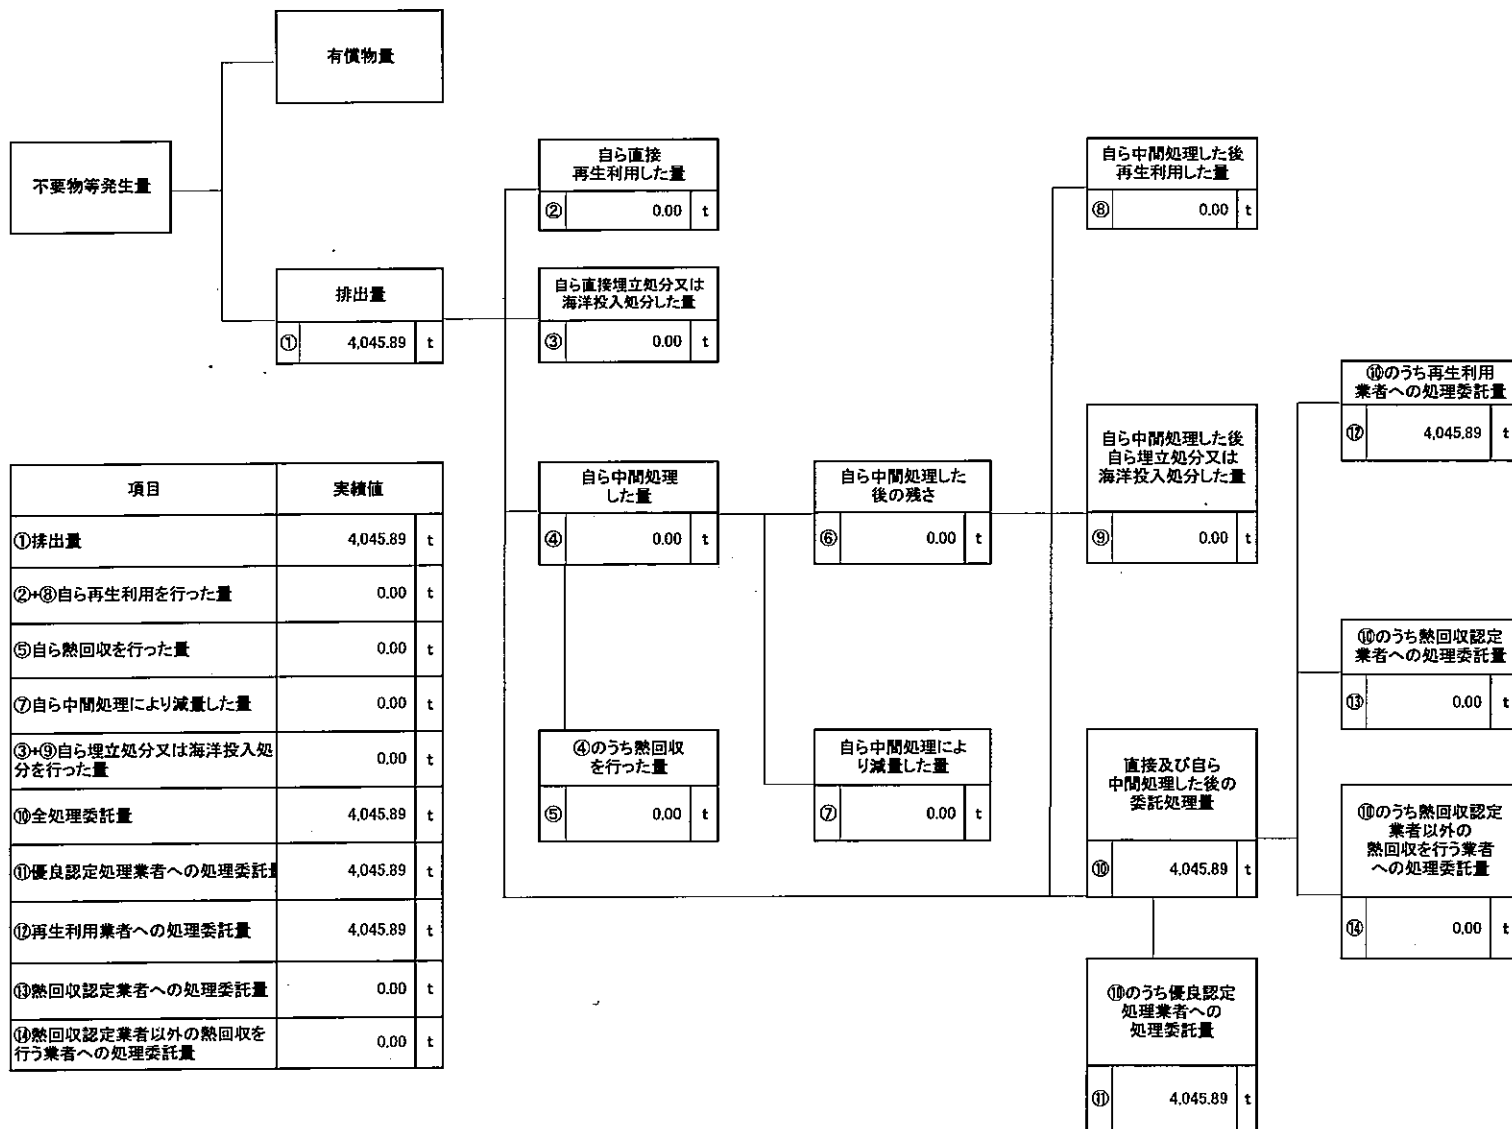 有償物量
不要物等発生量
排出量
① 4,045.89 t
自ら直接
再生利用した量
② 0.00 t
自ら直接埋立処分又は
海洋投入処分した量
③ 0.00 t
自ら中間処理
した量
④ 0.00 t
④のうち熱回収
を行った量
⑤ 0.00 t
自ら中間処理した
後の残さ
⑥ 0.00 t
自ら中間処理によ
り減量した量
⑦ 0.00 t
自ら中間処理した後
再生利用した量
⑧ 0.00 t
自ら中間処理した後
自ら埋立処分又は
海洋投入処分した量
⑨ 0.00 t
直接及び自ら
中間処理した後の
委託処理量
⑩ 4,045.89 t
⑩のうち優良認定
処理業者への
処理委託量
⑪ 4,045.89 t
⑩のうち再生利用
業者への処理委託量
⑫ 4,045.89 t
⑩のうち熱回収認定
業者への処理委託量
⑬ 0.00 t
⑩のうち熱回収認定
業者以外の
熱回収を行う業者
への処理委託量
⑭ 0.00 t
項目 実績値
①排出量 4,045.89 t
②+⑧自ら再生利用を行った量 0.00 t
⑤自ら熱回収を行った量 0.00 t
⑦自ら中間処理により減量した量 0.00 t
③+⑨自ら埋立処分又は海洋投入処
分を行った量 0.00 t
⑩全処理委託量 4,045.89 t
⑪優良認定処理業者への処理委託量 4,045.89 t
⑫再生利用業者への処理委託量 4,045.89 t
⑬熱回収認定業者への処理委託量 0.00 t
⑭熱回収認定業者以外の熱回収を
行う業者への処理委託量 0.00 t